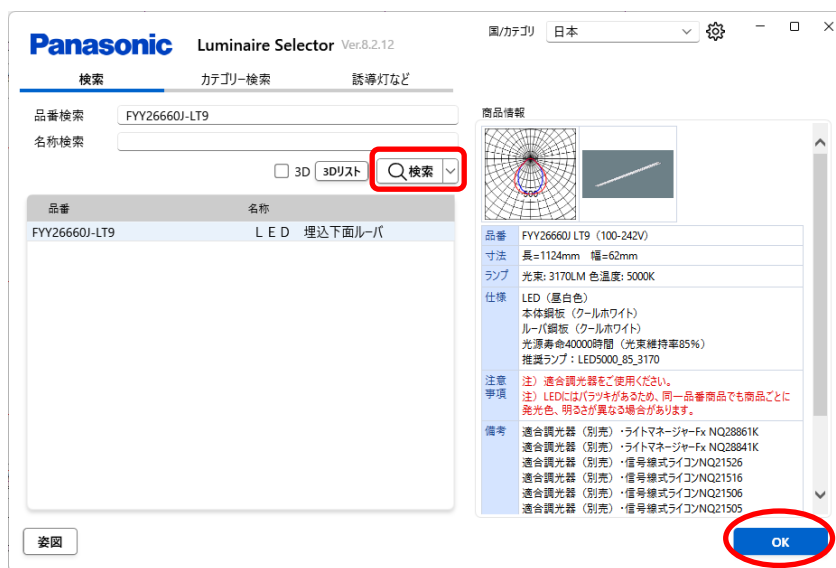 Panasonic Luminaire Selector Ver.8.2.12
国/カテゴリ 日本
検索 カテゴリー検索 誘導灯など
品番検索 FYY26660J-LT9
名称検索
3D 3Dリスト 検索
品番 名称
FYY26660J-LT9 LED 埋込下面ルーバ
商品情報
500
品番 FYY26660J LT9（100-242V）
寸法 長=1124mm 幅=62mm
ランプ 光束: 3170LM 色温度: 5000K
仕様 LED（昼白色）
本体鋼板（クールホワイト）
ルーバ鋼板（クールホワイト）
光源寿命40000時間（光束維持率85%）
推奨ランプ：LED5000_85_3170
注意事項 注）適合調光器をご使用ください。
注）LEDにはバラツキがあるため、同一品番商品でも商品ごとに
発光色、明るさが異なる場合があります。
備考 適合調光器（別売）・ライトマネージャーFx NQ28861K
適合調光器（別売）・ライトマネージャーFx NQ28841K
適合調光器（別売）・信号線式ライコンNQ21526
適合調光器（別売）・信号線式ライコンNQ21516
適合調光器（別売）・信号線式ライコンNQ21506
適合調光器（別売）・信号線式ライコンNQ21505
姿図
OK